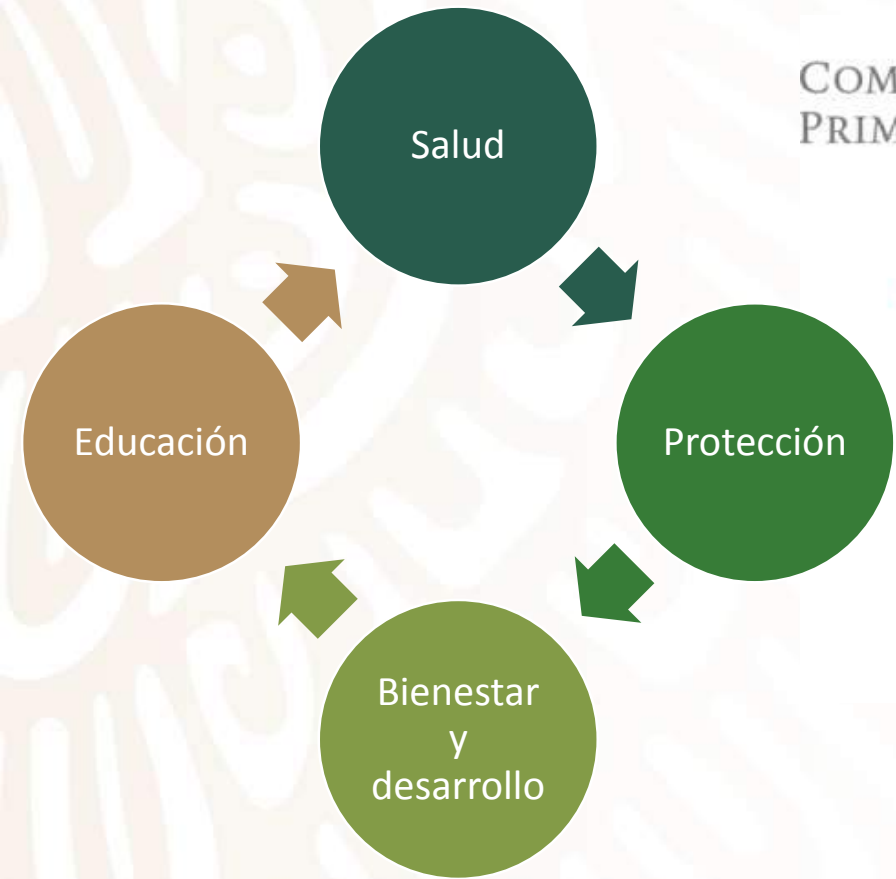 Salud
Protección
Bienestar
y
desarrollo
Educación